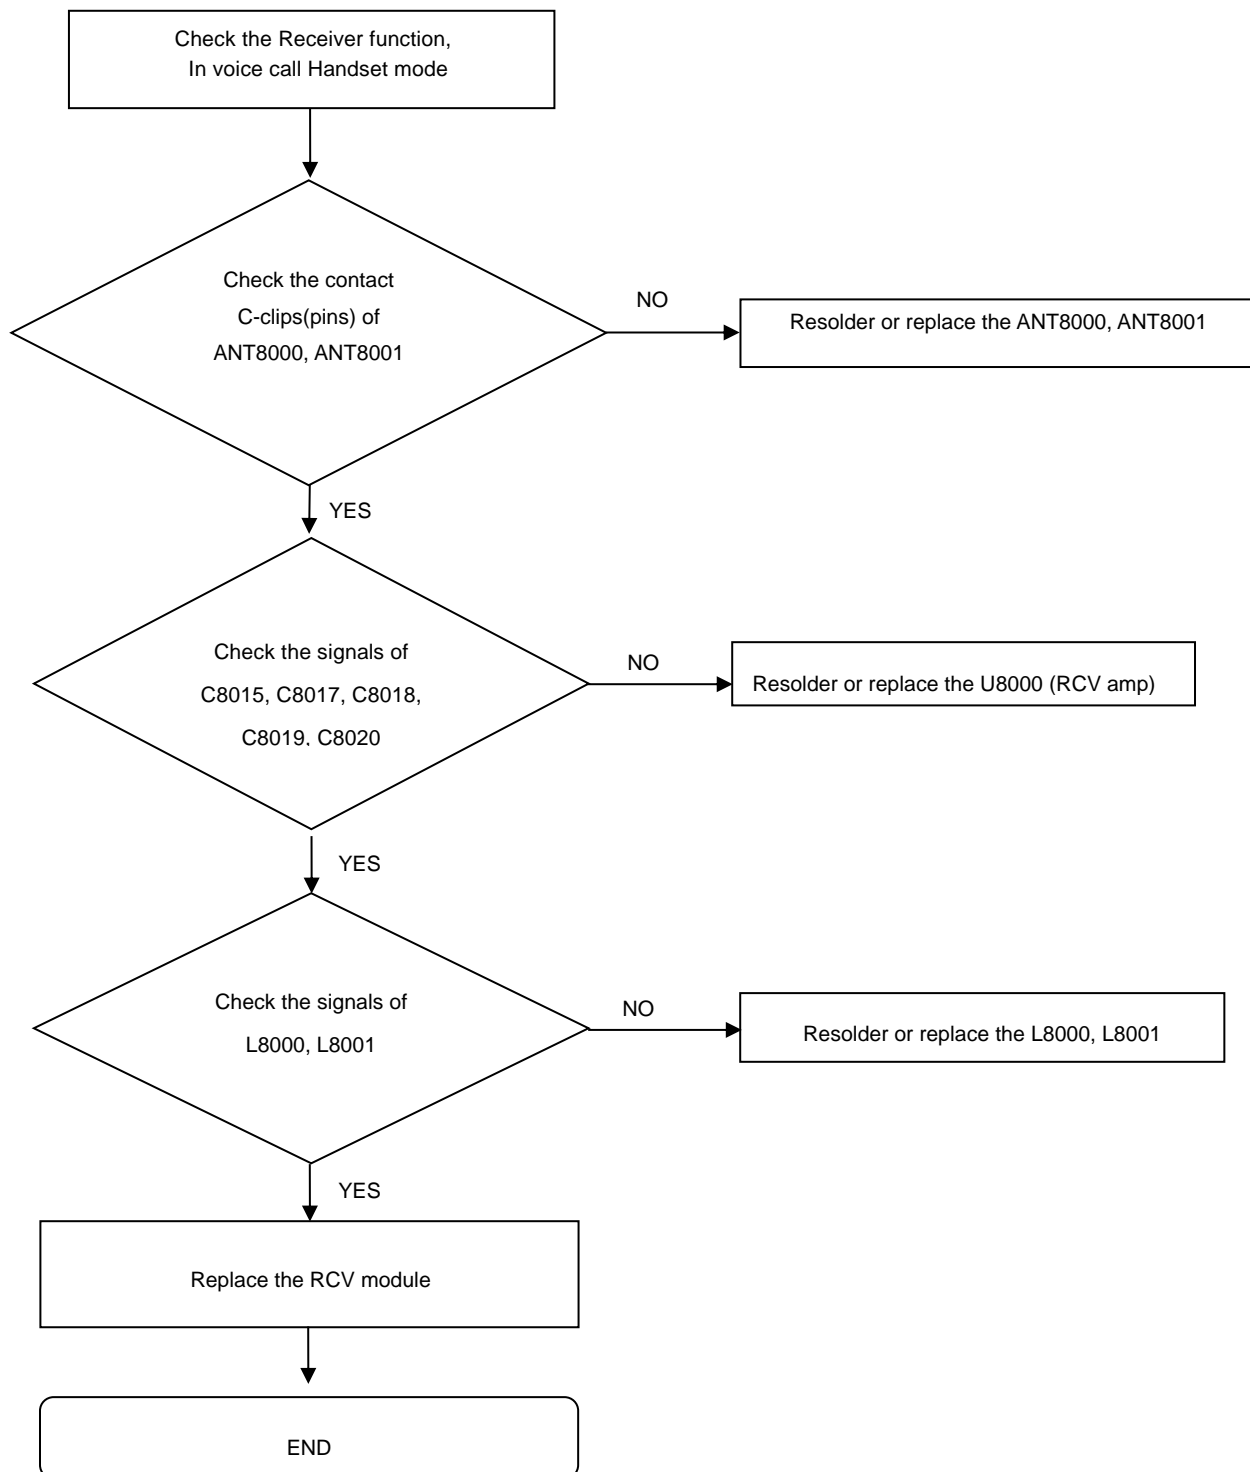 Check the Receiver function,
In voice call Handset mode
Check the contact
C-clips(pins) of
ANT8000, ANT8001
NO
Resolder or replace the ANT8000, ANT8001
YES
Check the signals of
C8015, C8017, C8018,
C8019, C8020
NO
Resolder or replace the U8000 (RCV amp)
YES
Check the signals of
L8000, L8001
NO
Resolder or replace the L8000, L8001
YES
Replace the RCV module
END